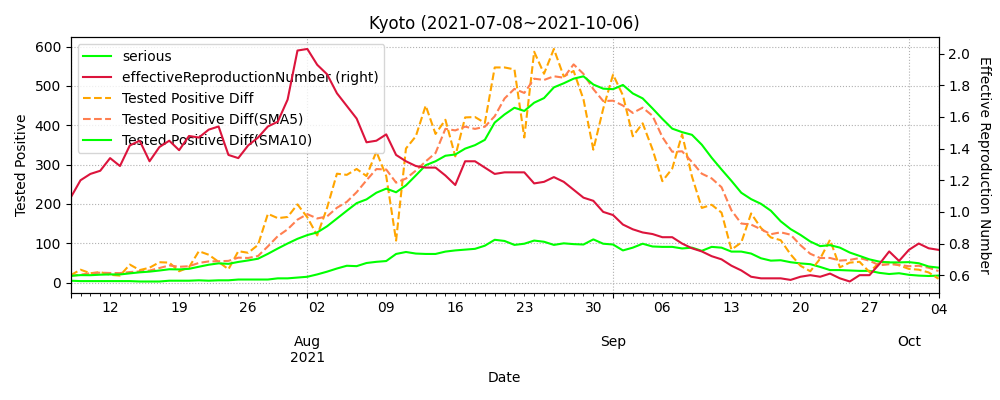 Kyoto (2021-07-08~2021-10-06)
serious
effectiveReproductionNumber (right)
Tested Positive Diff
Tested Positive Diff(SMA5)
Tested Positive Diff(SMA10)
Tested Positive
600
500
400
300
200
100
0
2.0
1.8
1.6
1.4
1.2
1.0
0.8
0.6
Effective Reproduction Number
12
19
26
02
09
16
23
30
06
13
20
27
04
Aug
2021
Sep
Oct
Date